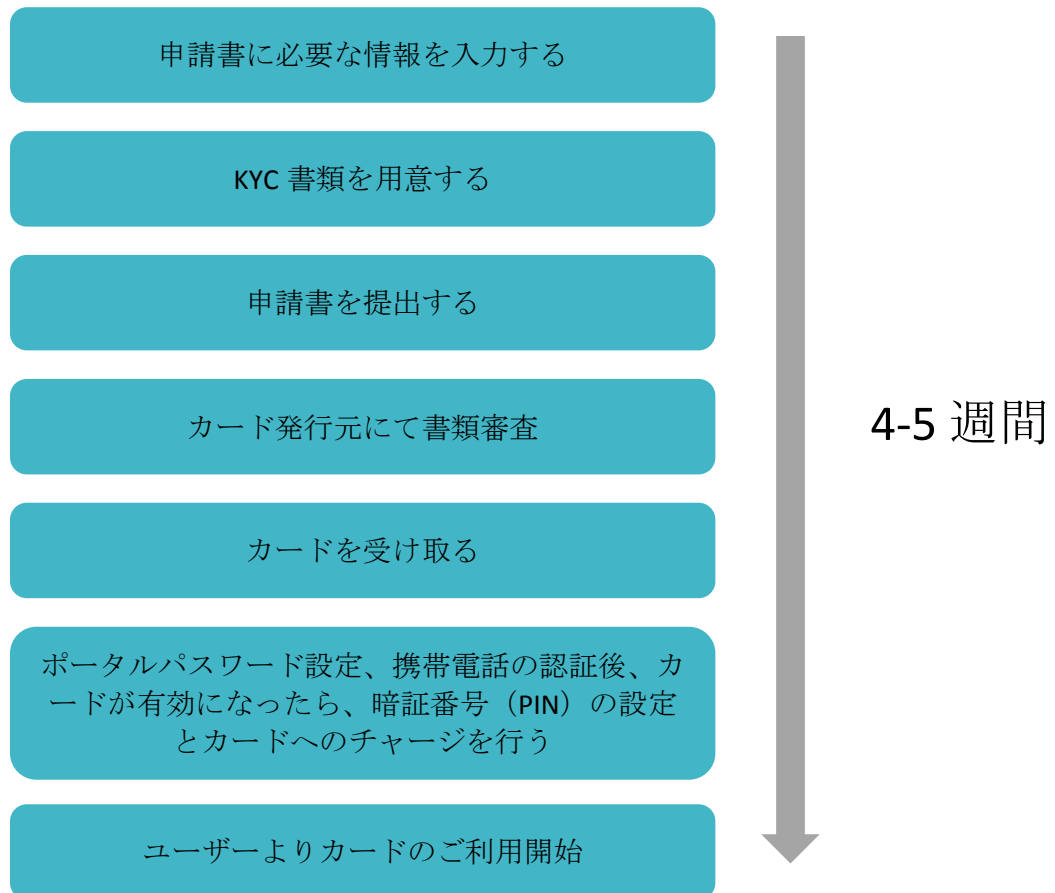 申請書に必要な情報を入力する
KYC 書類を用意する
申請書を提出する
カード発行元にて書類審査
4-5 週間
カードを受け取る
ポータルパスワード設定、携帯電話の認証後、カ
ードが有効になったら、暗証番号（PIN）の設定
とカードへのチャージを行う
ユーザーよりカードのご利用開始